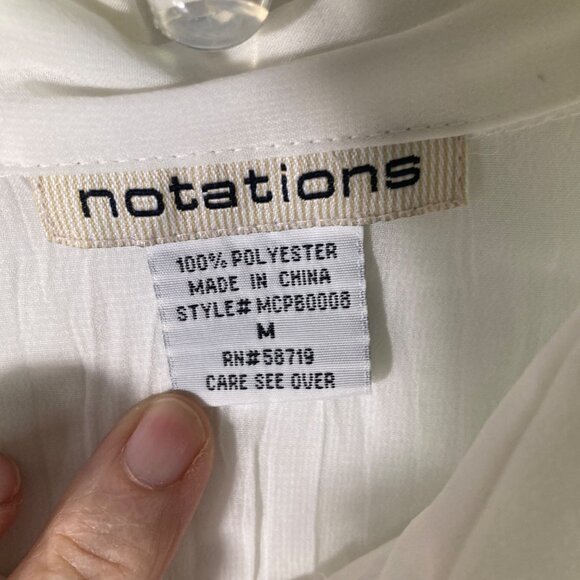 notations
100% POLYESTER
MADE IN CHINA
STYLE# MCPB0008
M
RN#58719
CARE SEE OVER